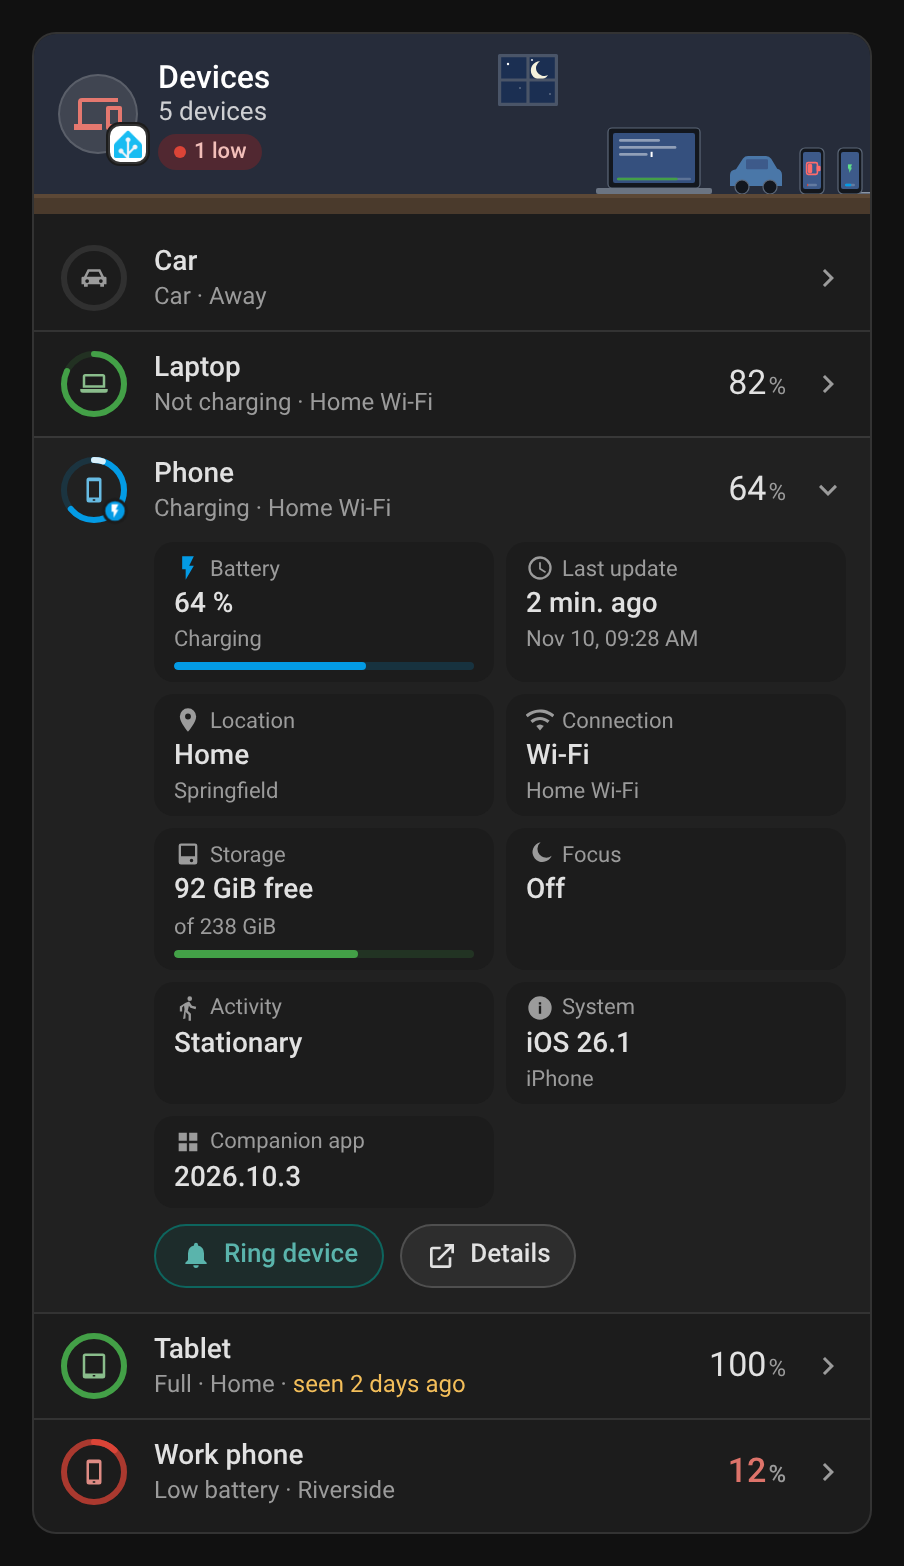 Devices
5 devices
1 low
Car
Car · Away
Laptop
Not charging · Home Wi-Fi
82%
Phone
Charging · Home Wi-Fi
64%
Battery
64 %
Charging
Last update
2 min. ago
Nov 10, 09:28 AM
Location
Home
Springfield
Connection
Wi-Fi
Home Wi-Fi
Storage
92 GiB free
of 238 GiB
Focus
Off
Activity
Stationary
System
iOS 26.1
iPhone
Companion app
2026.10.3
Ring device
Details
Tablet
Full · Home · seen 2 days ago
100%
Work phone
Low battery · Riverside
12%